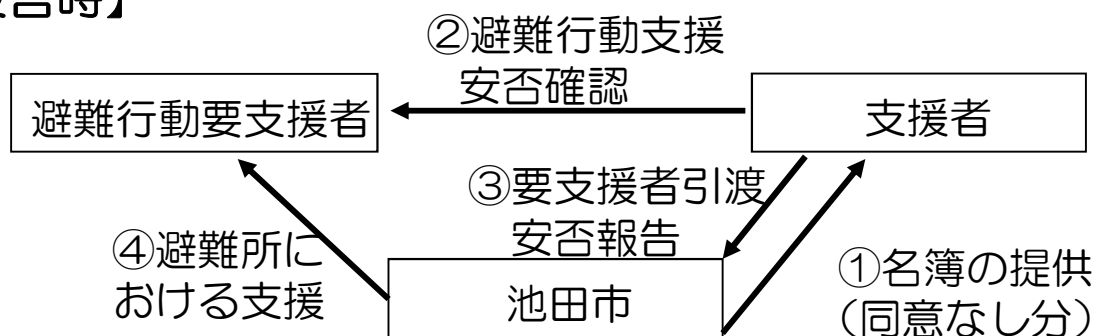 害時】
②避難行動支援
安否確認
避難行動要支援者
支援者
③要支援者引渡
安否報告
④避難所に
おける支援
池田市
①名簿の提供
（同意なし分）